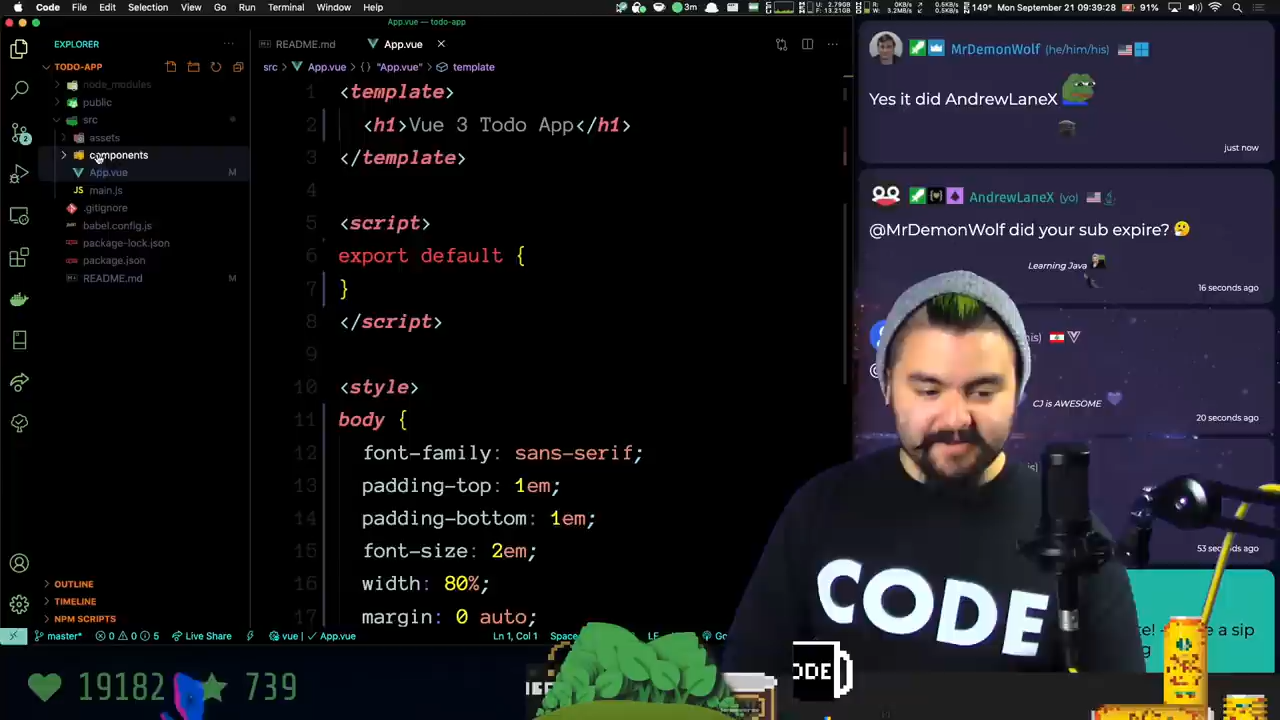 Code File Edit Selection View Go Run Terminal Window Help
3m
149° Mon September 21 09:39:28
91%
App.vue — todo-app
EXPLORER
TODO-APP
node_modules
public
src
assets
components
App.vue M
main.js
.gitignore
babel.config.js
package-lock.json
package.json
README.md M
OUTLINE
TIMELINE
NPM SCRIPTS
README.md
App.vue
src > App.vue > {} "App.vue" > template
1 <template>
2 <h1>Vue 3 Todo App</h1>
3 </template>
4
5 <script>
6 export default {
7 }
8 </script>
9
10 <style>
11 body {
12 font-family: sans-serif;
13 padding-top: 1em;
14 padding-bottom: 1em;
15 font-size: 2em;
16 width: 80%;
17 margin: 0 auto;
master* 0 0 5 Live Share vue | App.vue
Ln 1, Col 1
LF
MrDemonWolf (he/him/his)
Yes it did AndrewLaneX
just now
AndrewLaneX (yo)
@MrDemonWolf did your sub expire?
Learning Java
16 seconds ago
CJ is AWESOME
20 seconds ago
53 seconds ago
a sip
CODE
19182 739